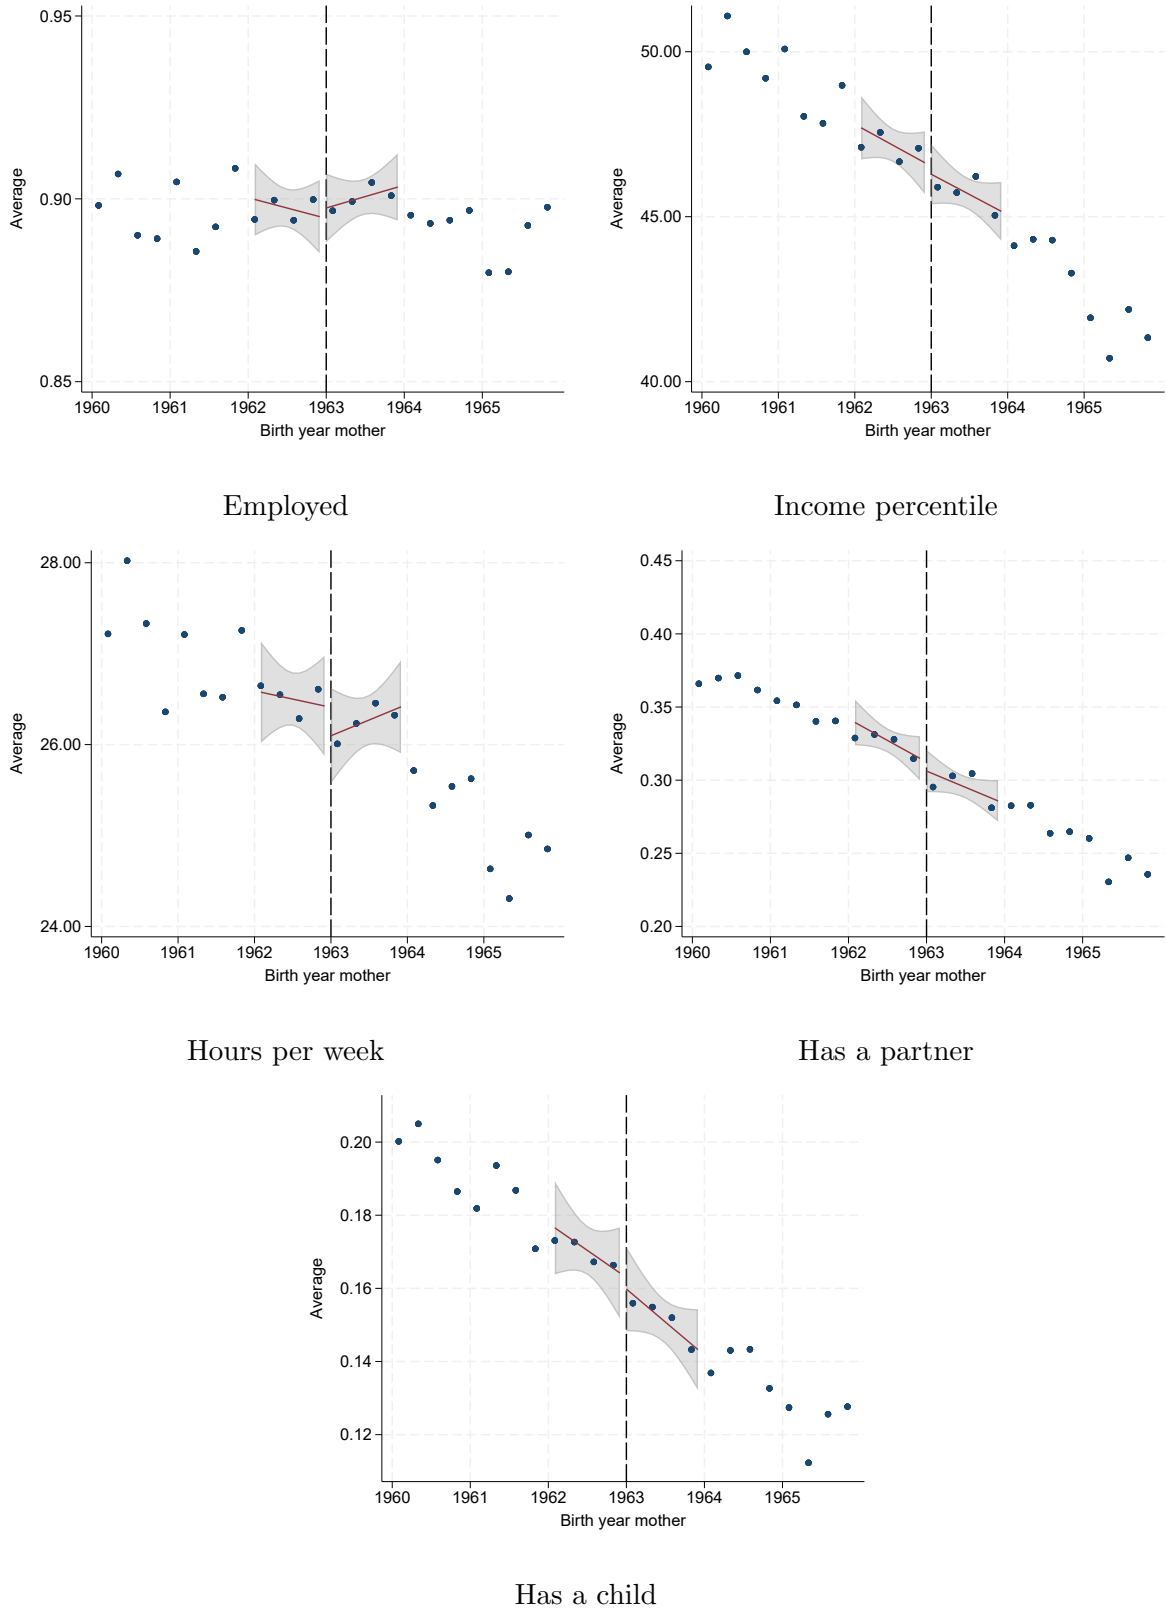 0.95
0.90
0.85
Average
1960 1961 1962 1963 1964 1965
Birth year mother
Employed
50.00
45.00
40.00
Average
1960 1961 1962 1963 1964 1965
Birth year mother
Income percentile
28.00
26.00
24.00
Average
1960 1961 1962 1963 1964 1965
Birth year mother
Hours per week
0.45
0.40
0.35
0.30
0.25
0.20
Average
1960 1961 1962 1963 1964 1965
Birth year mother
Has a partner
0.20
0.18
0.16
0.14
0.12
Average
1960 1961 1962 1963 1964 1965
Birth year mother
Has a child